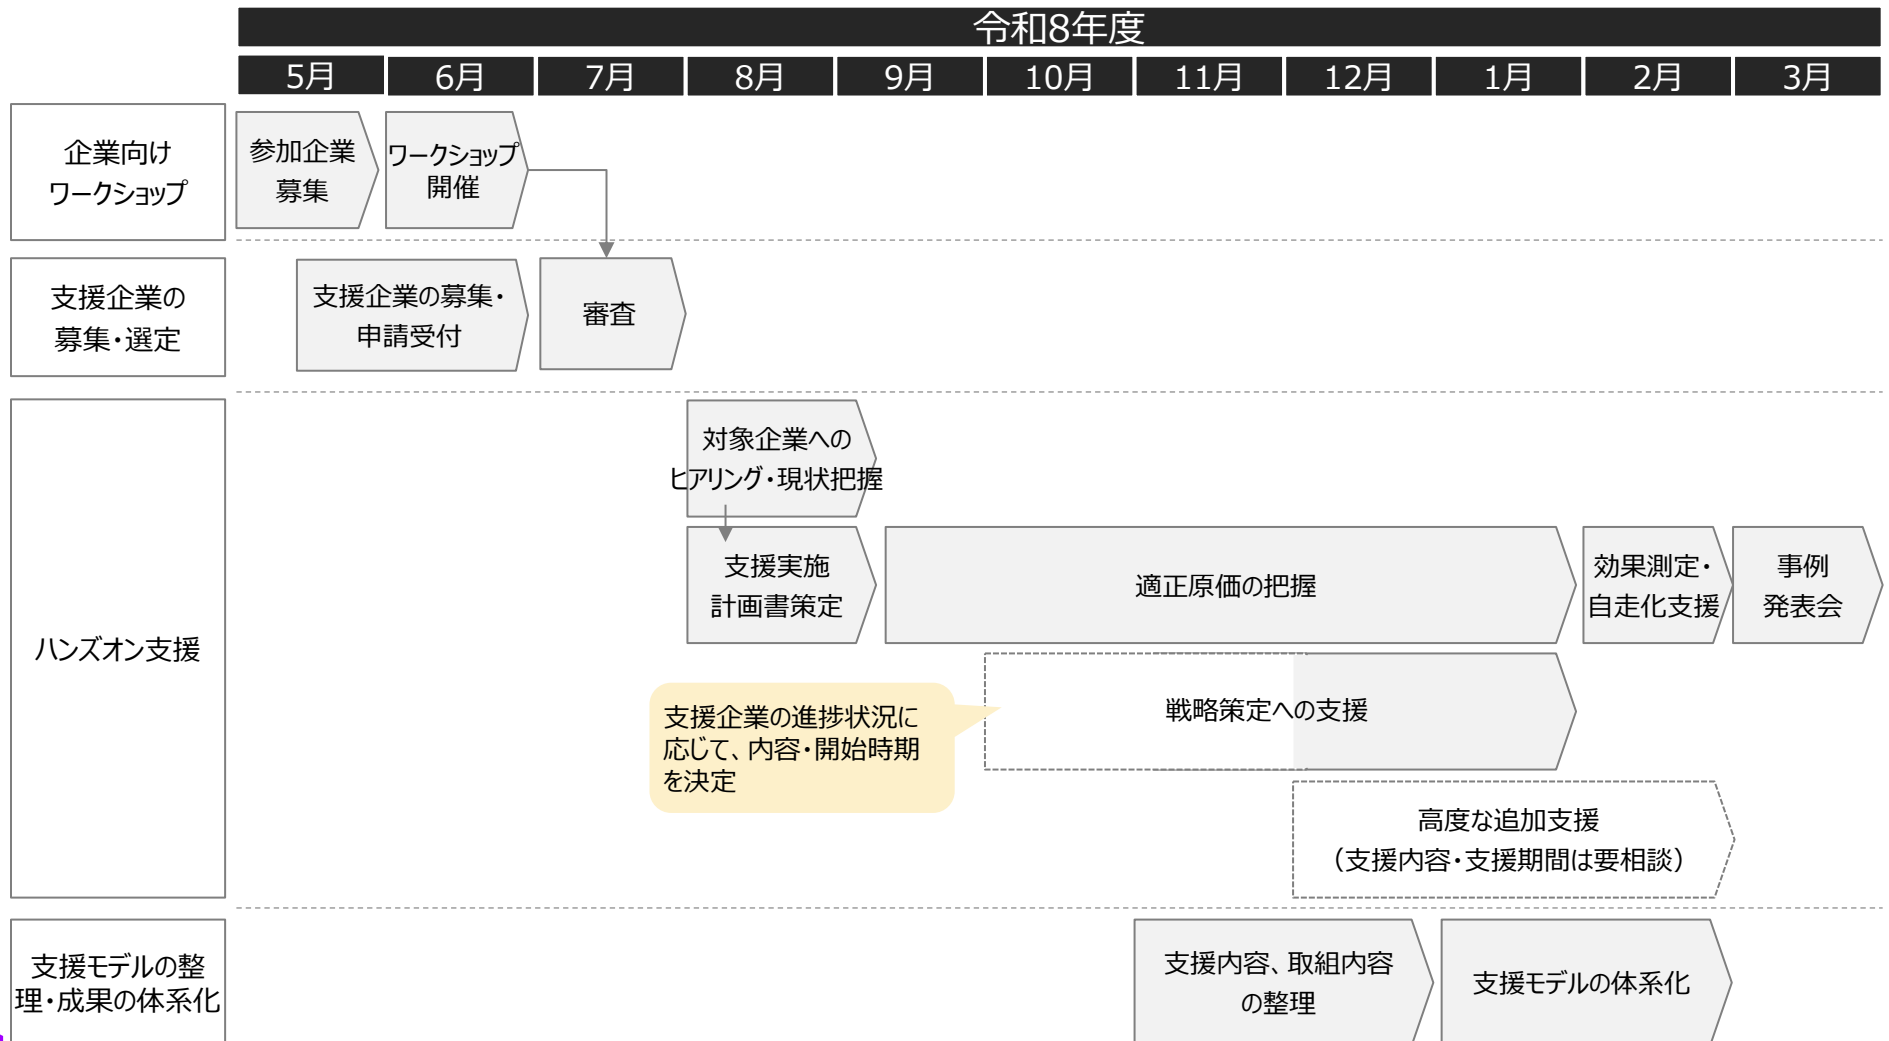 令和8年度
5月
6月
7月
8月
9月
10月
11月
12月
1月
2月
3月
企業向け
ワークショップ
参加企業
募集
ワークショップ
開催
支援企業の
募集・選定
支援企業の募集・
申請受付
審査
ハンズオン支援
対象企業への
ヒアリング・現状把握
支援実施
計画書策定
適正原価の把握
効果測定・
自走化支援
事例
発表会
戦略策定への支援
支援企業の進捗状況に
応じて、内容・開始時期
を決定
高度な追加支援
（支援内容・支援期間は要相談）
支援モデルの整
理・成果の体系化
支援内容、取組内容
の整理
支援モデルの体系化